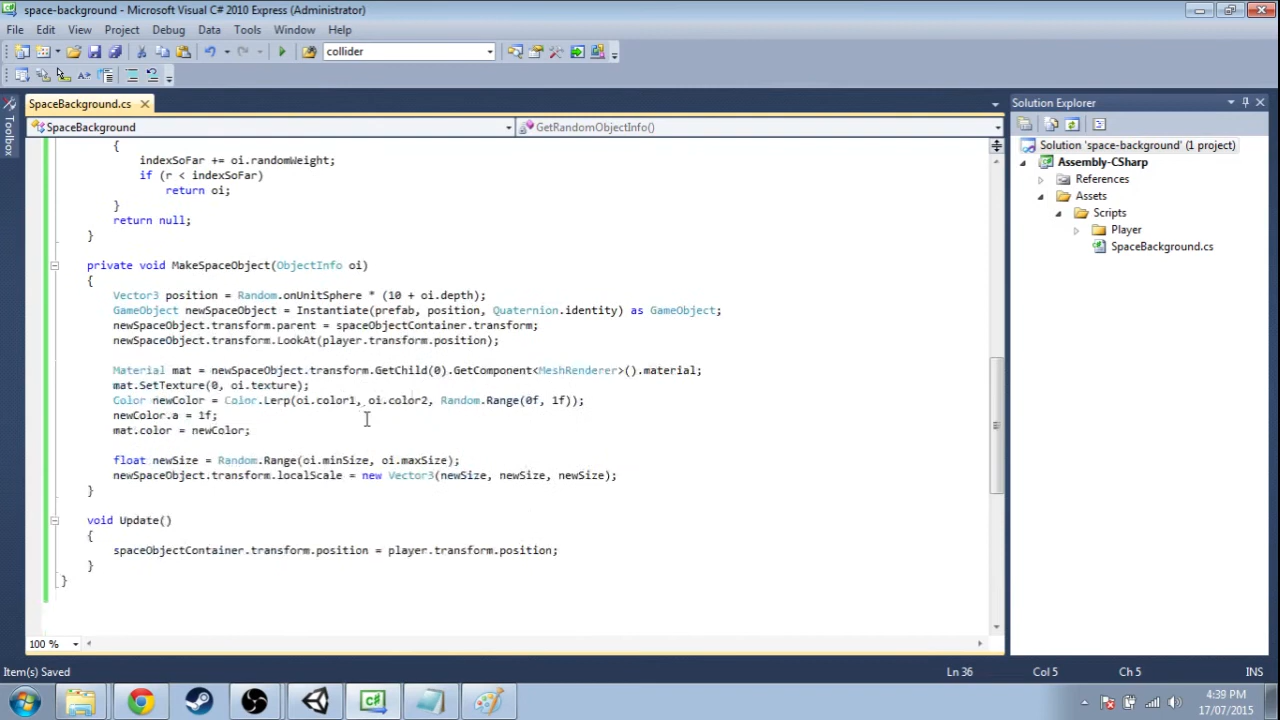 space-background - Microsoft Visual C# 2010 Express (Administrator)
File Edit View Project Debug Data Tools Window Help
collider
SpaceBackground.cs
Solution Explorer
SpaceBackground GetRandomObjectInfo()
Toolbox
{
indexSoFar += oi.randomWeight;
if (r < indexSoFar)
return oi;
}
return null;
}
private void MakeSpaceObject(ObjectInfo oi)
{
Vector3 position = Random.onUnitSphere * (10 + oi.depth);
GameObject newSpaceObject = Instantiate(prefab, position, Quaternion.identity) as GameObject;
newSpaceObject.transform.parent = spaceObjectContainer.transform;
newSpaceObject.transform.LookAt(player.transform.position);
Material mat = newSpaceObject.transform.GetChild(0).GetComponent<MeshRenderer>().material;
mat.SetTexture(0, oi.texture);
Color newColor = Color.Lerp(oi.color1, oi.color2, Random.Range(0f, 1f));
newColor.a = 1f;
mat.color = newColor;
float newSize = Random.Range(oi.minSize, oi.maxSize);
newSpaceObject.transform.localScale = new Vector3(newSize, newSize, newSize);
}
void Update()
{
spaceObjectContainer.transform.position = player.transform.position;
}
}
Solution 'space-background' (1 project)
Assembly-CSharp
References
Assets
Scripts
Player
SpaceBackground.cs
100 %
Item(s) Saved Ln 36 Col 5 Ch 5 INS
4:39 PM
17/07/2015